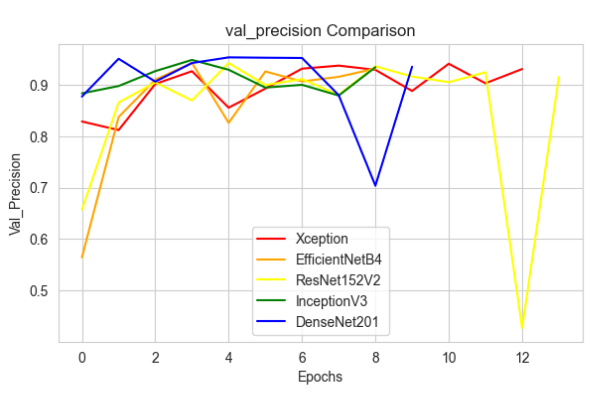 val_precision Comparison
Val_Precision
0.9
0.8
0.7
0.6
0.5
Xception
EfficientNetB4
ResNet152V2
InceptionV3
DenseNet201
0 2 4 6 8 10 12
Epochs